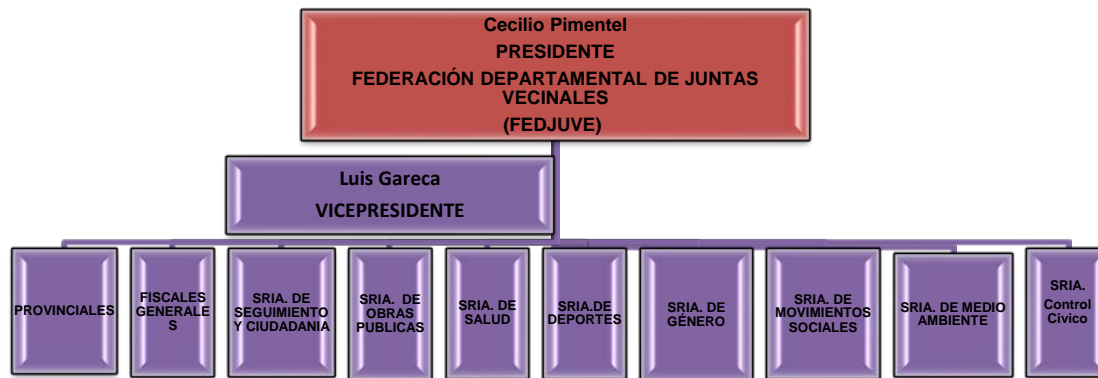 Cecilio Pimentel
PRESIDENTE
FEDERACIÓN DEPARTAMENTAL DE JUNTAS
VECINALES
(FEDJUVE)
Luis Gareca
VICEPRESIDENTE
PROVINCIALES
FISCALES
GENERALE
S
SRIA. DE
SEGUIMIENTO
Y CIUDADANIA
SRIA. DE
OBRAS
PUBLICAS
SRIA. DE
SALUD
SRIA.DE
DEPORTES
SRIA. DE
GÉNERO
SRIA. DE
MOVIMIENTOS
SOCIALES
SRIA. DE MEDIO
AMBIENTE
SRIA.
Control
Civico